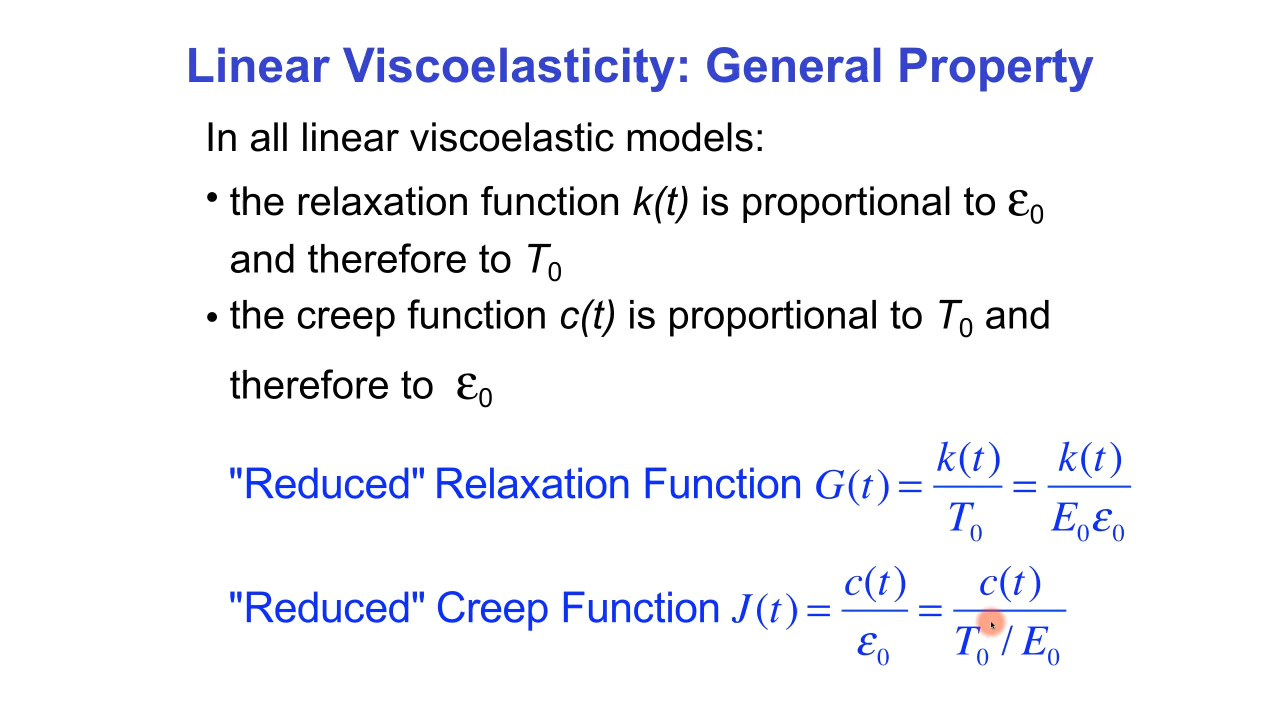 Linear Viscoelasticity: General Property
In all linear viscoelastic models:
• the relaxation function k(t) is proportional to ε₀
and therefore to T₀
• the creep function c(t) is proportional to T₀ and
therefore to ε₀
"Reduced" Relaxation Function G(t) = k(t) / T₀ = k(t) / E₀ε₀
"Reduced" Creep Function J(t) = c(t) / ε₀ = c(t) / T₀ / E₀